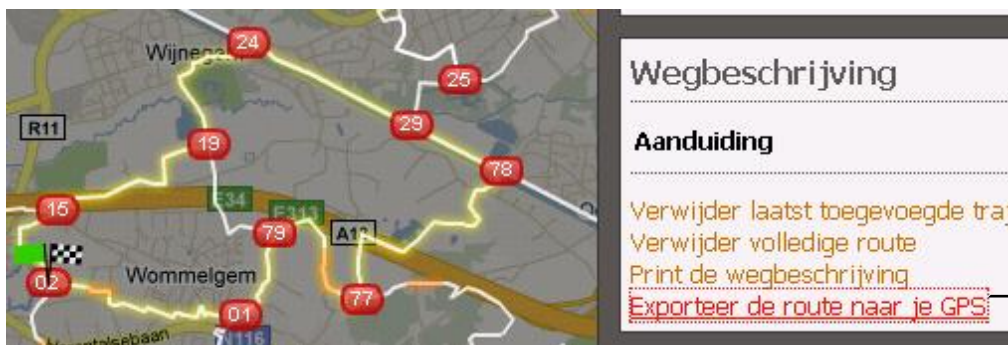 24
Wijnegem
25
29
R11
19
78
E34
15
E313
79
A13
02
Wommelgem
77
01
N116
Wegbeschrijving
Aanduiding
Verwijder laatst toegevoegde
Verwijder volledige route
Print de wegbeschrijving
Exporteer de route naar je GPS